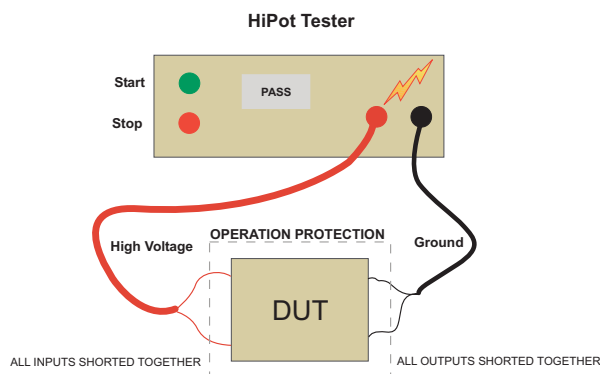 HiPot Tester
Start
PASS
Stop
High Voltage
OPERATION PROTECTION
Ground
DUT
ALL INPUTS SHORTED TOGETHER
ALL OUTPUTS SHORTED TOGETHER